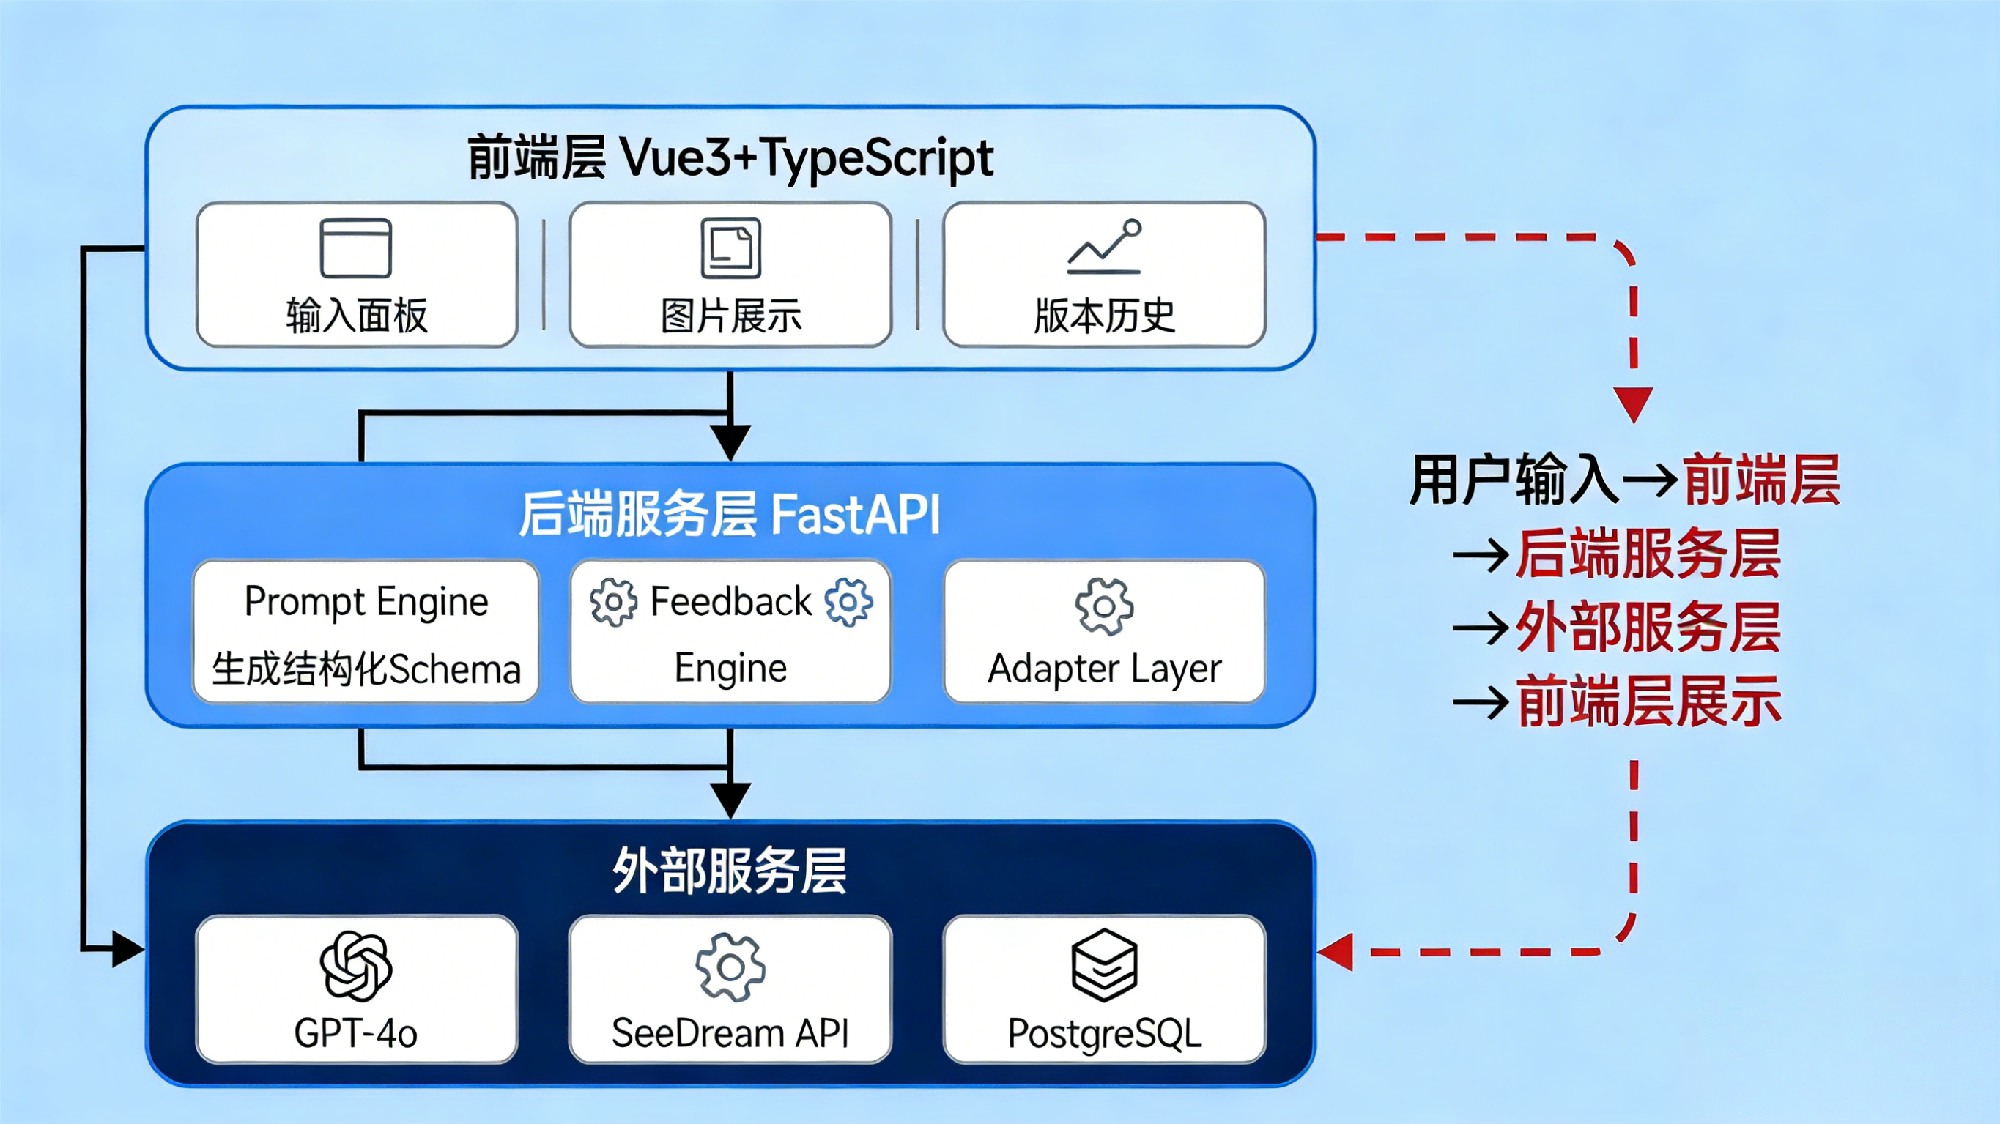 前端层 Vue3+TypeScript
输入面板
图片展示
版本历史
后端服务层 FastAPI
Prompt Engine
生成结构化Schema
Feedback
Engine
Adapter Layer
外部服务层
GPT-4o
SeeDream API
PostgreSQL
用户输入→前端层
→后端服务层
→外部服务层
→前端层展示